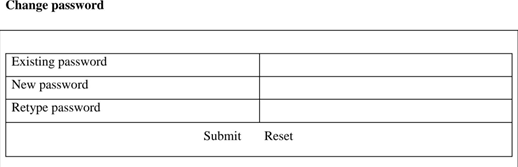 Change password
Existing password
New password
Retype password
Submit Reset